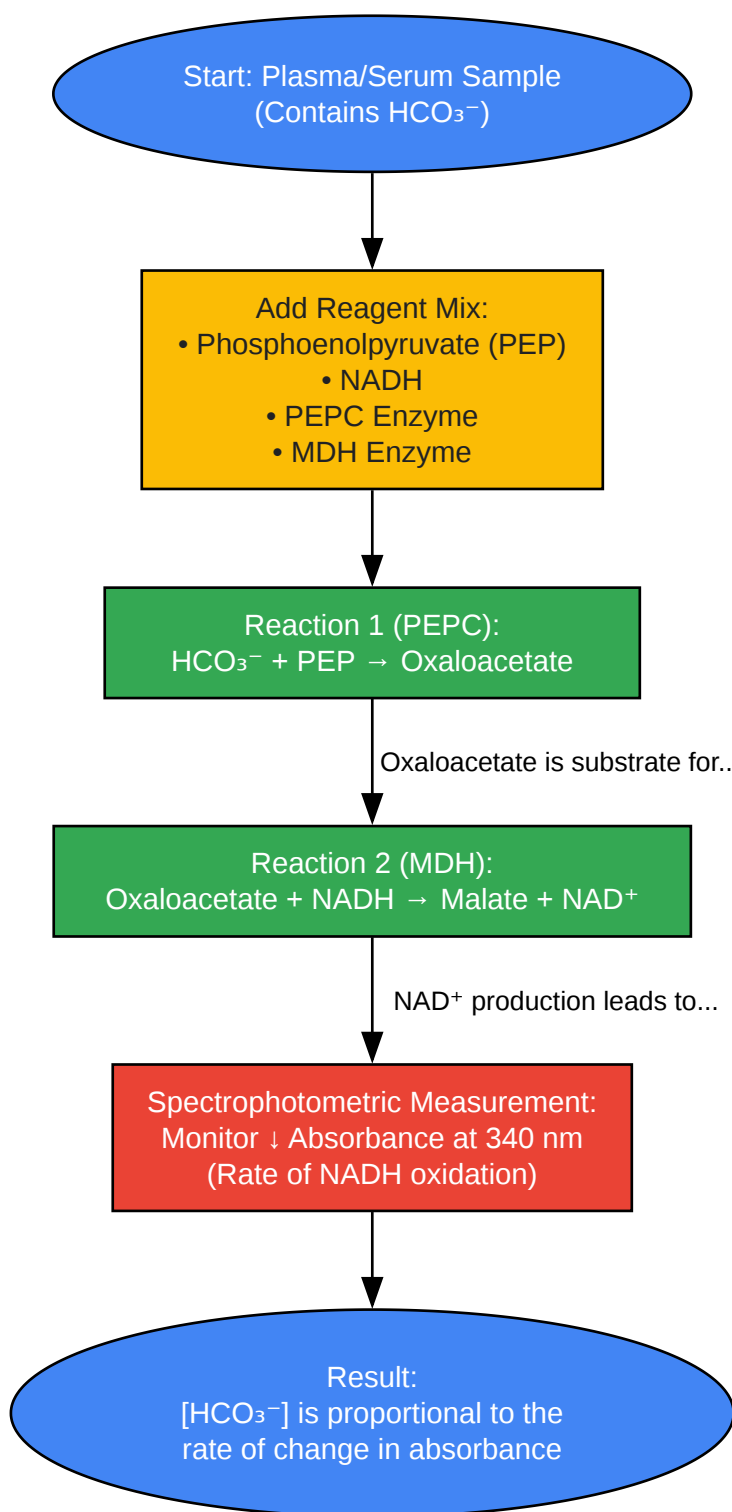 Start: Plasma/Serum Sample
(Contains HCO₃⁻)
Add Reagent Mix:
• Phosphoenolpyruvate (PEP)
• NADH
• PEPC Enzyme
• MDH Enzyme
Reaction 1 (PEPC):
HCO₃⁻ + PEP → Oxaloacetate
Oxaloacetate is substrate for..
Reaction 2 (MDH):
Oxaloacetate + NADH → Malate + NAD⁺
NAD⁺ production leads to...
Spectrophotometric Measurement:
Monitor ↓ Absorbance at 340 nm
(Rate of NADH oxidation)
Result:
[HCO₃⁻] is proportional to the
rate of change in absorbance